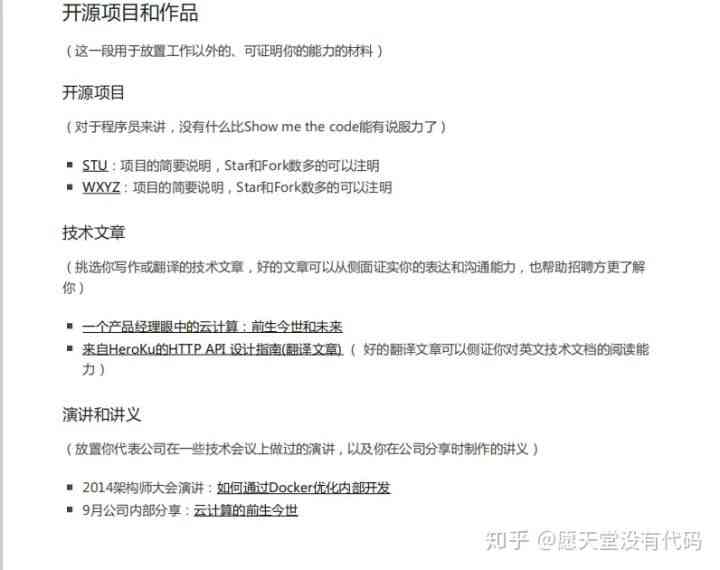 开源项目和作品
（这一段用于放置工作以外的、可证明你的能力的材料）
开源项目
（对于程序员来讲，没有什么比Show me the code能有说服力了）
STU：项目的简要说明，Star和Fork数多的可以注明
WXYZ：项目的简要说明，Star和Fork数多的可以注明
技术文章
（挑选你写作或翻译的技术文章，好的文章可以从侧面证实你的表达和沟通能力，也帮助招聘方更了解
你）
一个产品经理眼中的云计算：前生今世和未来
来自HeroKu的HTTP API 设计指南(翻译文章) （ 好的翻译文章可以侧证你对英文技术文档的阅读能
力）
演讲和讲义
（放置你代表公司在一些技术会议上做过的演讲，以及你在公司分享时制作的讲义）
2014架构师大会演讲：如何通过Docker优化内部开发
9月公司内部分享：云计算的前生今世
知乎 @愿天堂没有代码